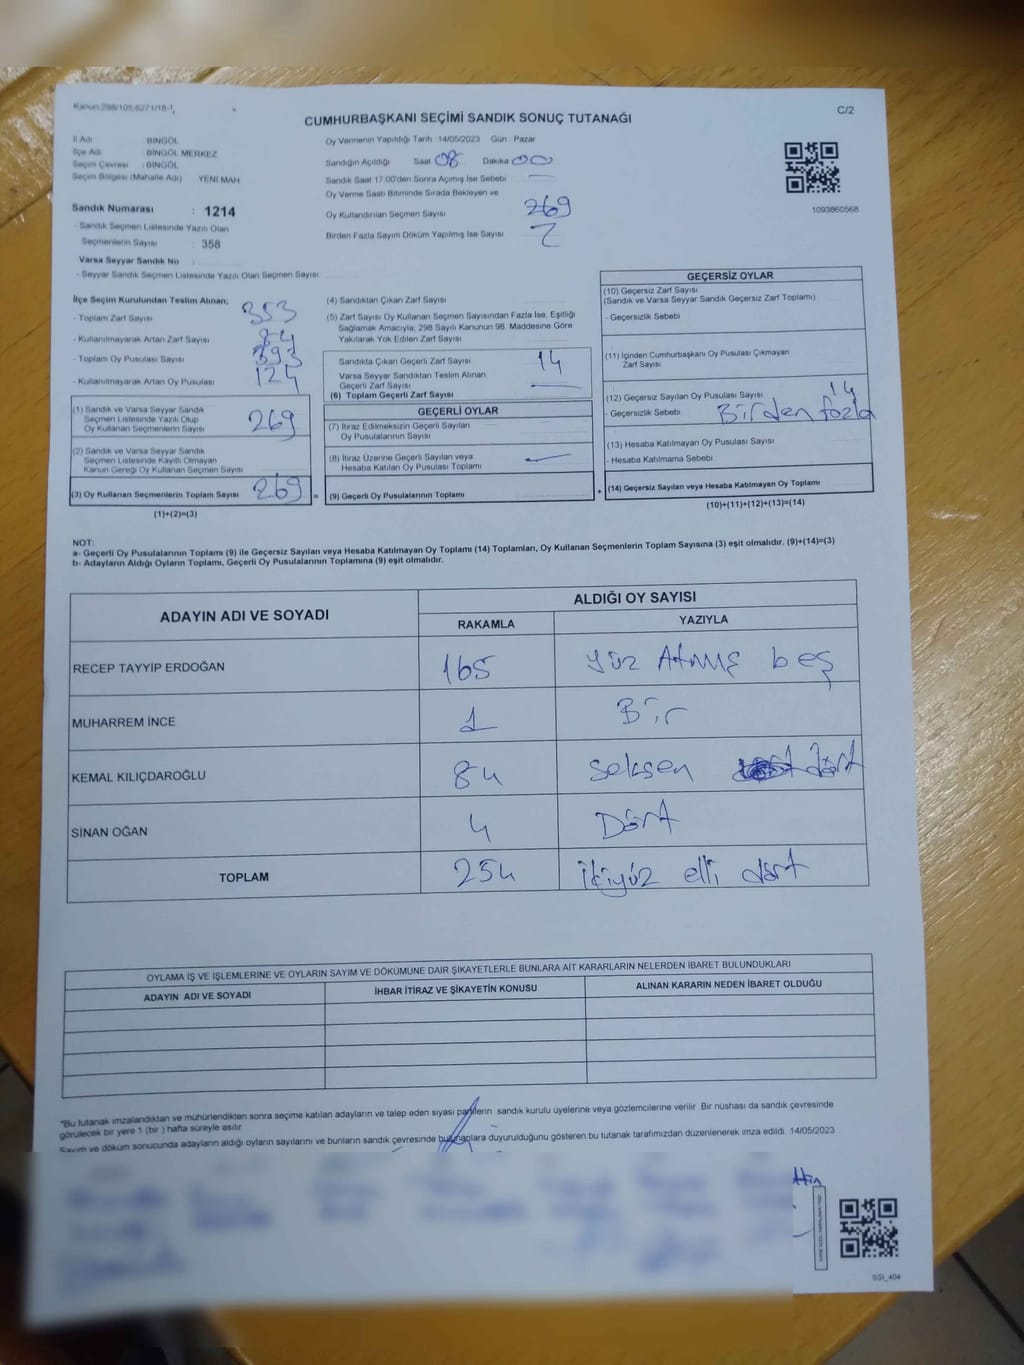 Kanun:298/105,6271/18-1,
CUMHURBAŞKANI SEÇİMİ SANDIK SONUÇ TUTANAĞI
C/2
İl Adı : BİNGÖL
İlçe Adı : BİNGÖL MERKEZ
Seçim Çevresi : BİNGÖL
Seçim Bölgesi (Mahalle Adı) YENİ MAH
Sandık Numarası : 1214
- Sandık Seçmen Listesinde Yazılı Olan
Seçmenlerin Sayısı : 358
Varsa Seyyar Sandık No :
- Seyyar Sandık Seçmen Listesinde Yazılı Olan Seçmen Sayısı:
Oy Vermenin Yapıldığı Tarih 14/05/2023 Gün Pazar
Sandığın Açıldığı Saat 08 Dakika 00
Sandık Saat 17.00'den Sonra Açımış İse Sebebi —
Oy Verme Saati Bitiminde Sırada Bekleyen ve
Oy Kullandırılan Seçmen Sayısı 269
Birden Fazla Sayım Döküm Yapılmış İse Sayısı
1093860568
İlçe Seçim Kurulundan Teslim Alınan;
- Toplam Zarf Sayısı 353
- Kullanılmayarak Artan Zarf Sayısı 84
- Toplam Oy Pusulası Sayısı 393
- Kullanılmayarak Artan Oy Pusulası 124
(1) Sandık ve Varsa Seyyar Sandık
Seçmen Listesinde Yazılı Olup
Oy Kullanan Seçmenlerin Sayısı 269
(2) Sandık ve Varsa Seyyar Sandık
Seçmen Listesinde Kayıtlı Olmayan
Kanun Gereği Oy Kullanan Seçmen Sayısı
(3) Oy Kullanan Seçmenlerin Toplam Sayısı 269 =
(1)+(2)=(3)
(4) Sandıktan Çıkan Zarf Sayısı
(5) Zarf Sayısı Oy Kullanan Seçmen Sayısından Fazla İse, Eşitliği
Sağlamak Amacıyla, 298 Sayılı Kanunun 98. Maddesine Göre
Yakılarak Yok Edilen Zarf Sayısı
Sandıkta Çıkan Geçerli Zarf Sayısı 14
Varsa Seyyar Sandıktan Teslim Alınan
Geçerli Zarf Sayısı —
(6) Toplam Geçerli Zarf Sayısı
GEÇERLİ OYLAR
(7) İtiraz Edilmeksizin Geçerli Sayılan
Oy Pusulalarının Sayısı
(8) İtiraz Üzerine Geçerli Sayılan veya
Hesaba Katılan Oy Pusulası Toplamı —
(9) Geçerli Oy Pusulalarının Toplamı +
GEÇERSİZ OYLAR
(10) Geçersiz Zarf Sayısı
(Sandık ve Varsa Seyyar Sandık Geçersiz Zarf Toplamı)
- Geçersizlik Sebebi
(11) İçinden Cumhurbaşkanı Oy Pusulası Çıkmayan
Zarf Sayısı
(12) Geçersiz Sayılan Oy Pusulası Sayısı 14
- Geçersizlik Sebebi Birden fazla
(13) Hesaba Katılmayan Oy Pusulası Sayısı
- Hesaba Katılmama Sebebi
(14) Geçersiz Sayılan veya Hesaba Katılmayan Oy Toplamı
(10)+(11)+(12)+(13)=(14)
NOT:
a- Geçerli Oy Pusulalarının Toplamı (9) ile Geçersiz Sayılan veya Hesaba Katılmayan Oy Toplamı (14) Toplamları, Oy Kullanan Seçmenlerin Toplam Sayısına (3) eşit olmalıdır. (9)+(14)=(3)
b- Adayların Aldığı Oyların Toplamı, Geçerli Oy Pusulalarının Toplamına (9) eşit olmalıdır.
ADAYIN ADI VE SOYADI ALDIĞI OY SAYISI
RAKAMLA YAZIYLA
RECEP TAYYİP ERDOĞAN 165 Yüz Atmış beş
MUHARREM İNCE 1 Bir
KEMAL KILIÇDAROĞLU 84 Seksen dört
SİNAN OĞAN 4 Dört
TOPLAM 254 İkiyüz elli dört
OYLAMA İŞ VE İŞLEMLERİNE VE OYLARIN SAYIM VE DÖKÜMÜNE DAİR ŞİKAYETLERLE BUNLARA AİT KARARLARIN NELERDEN İBARET BULUNDUKLARI
ADAYIN ADI VE SOYADI İHBAR İTİRAZ VE ŞİKAYETİN KONUSU ALINAN KARARIN NEDEN İBARET OLDUĞU
"Bu tutanak imzalandıktan ve mühürlendikten sonra seçime katılan adayların ve talep eden siyasi partilerin sandık kurulu üyelerine veya gözlemcilerine verilir. Bir nushası da sandık çevresinde
görülecek bir yere 1 (bir ) hafta süreyle asılır.
Sayım ve döküm sonucunda adayların aldığı oyların sayılarını ve bunların sandık çevresinde bulunanlara duyurulduğunu gösteren bu tutanak tarafımızdan düzenlenerek imza edildi. 14/05/2023
SSI_404